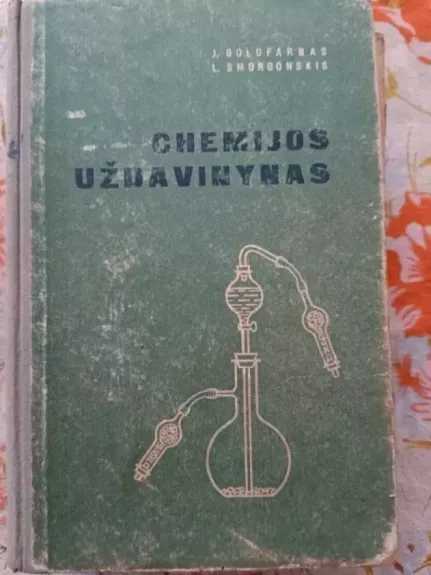 J. GOLDFARBAS
L. SMORGONSKIS
CHEMIJOS
UŽDAVINYNAS